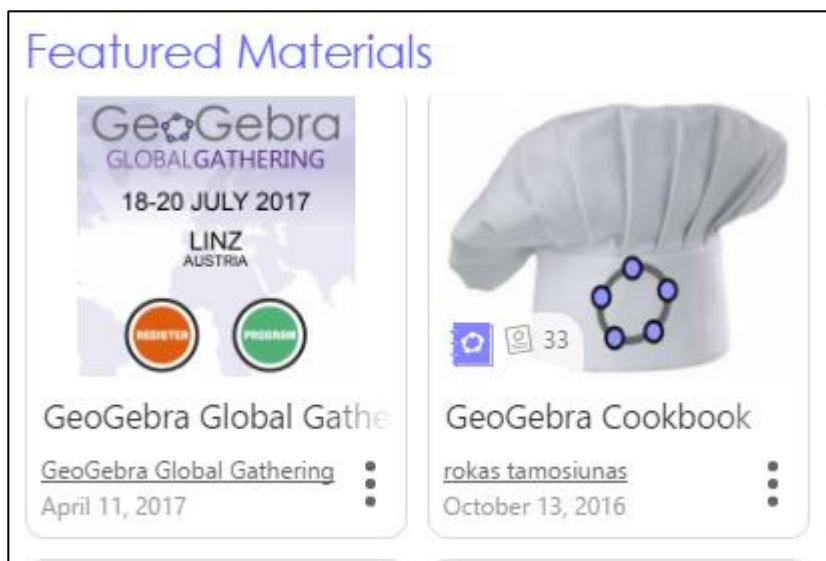 Featured Materials
GeoGebra
GLOBALGATHERING
18-20 JULY 2017
LINZ
AUSTRIA
REGISTER
PROGRAM
GeoGebra Global Gathe
GeoGebra Global Gathering
April 11, 2017
33
GeoGebra Cookbook
rokas tamosiunas
October 13, 2016